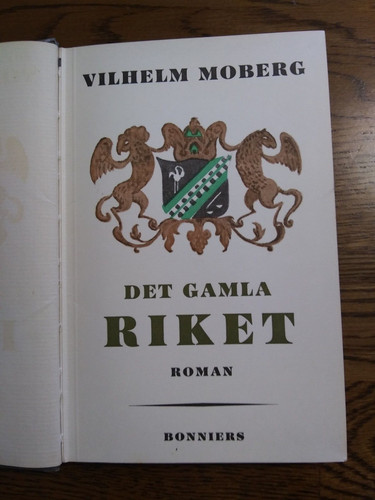 VILHELM MOBERG
DET GAMLA
RIKET
ROMAN
BONNIERS